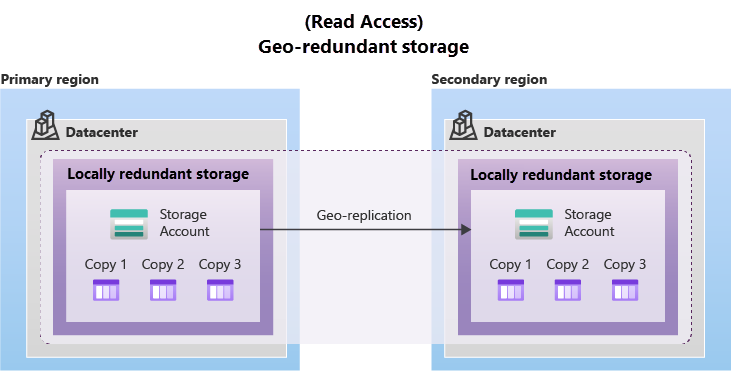 (Read Access)
Geo-redundant storage
Primary region
Datacenter
Locally redundant storage
Storage
Account
Copy 1 Copy 2 Copy 3
Geo-replication
Secondary region
Datacenter
Locally redundant storage
Storage
Account
Copy 1 Copy 2 Copy 3